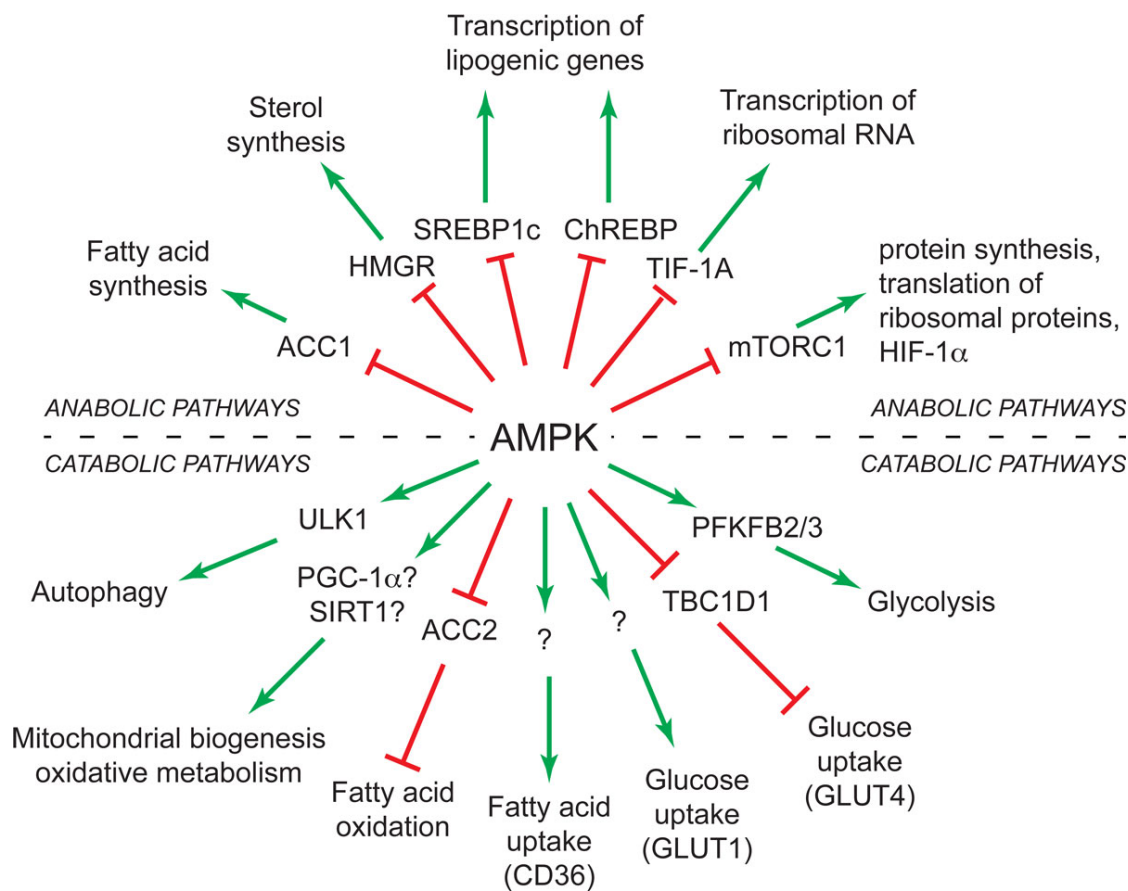 Transcription of
lipogenic genes
Sterol
synthesis
Transcription of
ribosomal RNA
SREBP1c
ChREBP
Fatty acid
synthesis
HMGR
TIF-1A
protein synthesis,
translation of
ribosomal proteins,
HIF-1α
ACC1
mTORC1
ANABOLIC PATHWAYS
ANABOLIC PATHWAYS
AMPK
CATABOLIC PATHWAYS
CATABOLIC PATHWAYS
ULK1
PFKFB2/3
Autophagy
PGC-1α?
SIRT1?
ACC2
?
?
TBC1D1
Glycolysis
Mitochondrial biogenesis
oxidative metabolism
Fatty acid
oxidation
Fatty acid
uptake
(CD36)
Glucose
uptake
(GLUT1)
Glucose
uptake
(GLUT4)